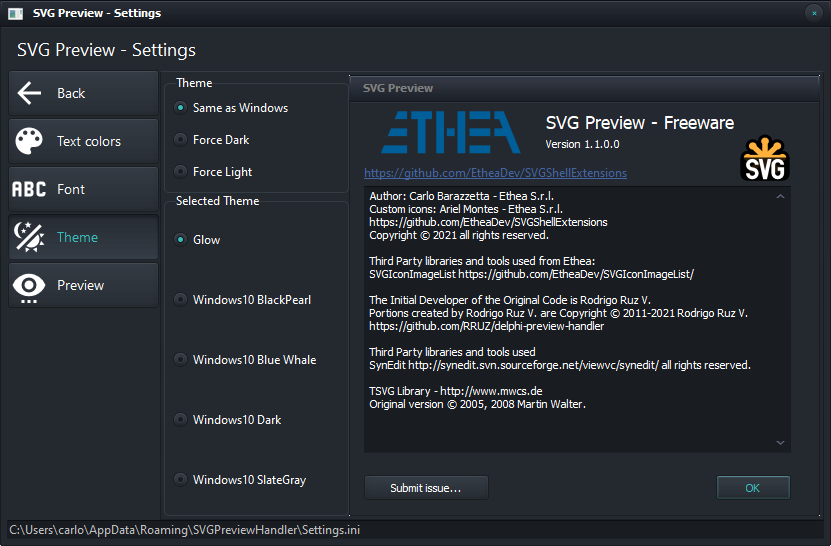 SVG Preview - Settings
SVG Preview - Settings
Back
Text colors
ABC Font
Theme
Preview
Theme
Same as Windows
Force Dark
Force Light
Selected Theme
Glow
Windows10 BlackPearl
Windows10 Blue Whale
Windows10 Dark
Windows10 SlateGray
SVG Preview
ETHEA
SVG Preview - Freeware
Version 1.1.0.0
SVG
https://github.com/EtheaDev/SVGShellExtensions
Author: Carlo Barazzetta - Ethea S.r.l.
Custom icons: Ariel Montes - Ethea S.r.l.
https://github.com/EtheaDev/SVGShellExtensions
Copyright © 2021 all rights reserved.
Third Party libraries and tools used from Ethea:
SVGIconImageList https://github.com/EtheaDev/SVGIconImageList/
The Initial Developer of the Original Code is Rodrigo Ruz V.
Portions created by Rodrigo Ruz V. are Copyright © 2011-2021 Rodrigo Ruz V.
https://github.com/RRUZ/delphi-preview-handler
Third Party libraries and tools used
SynEdit http://synedit.svn.sourceforge.net/viewvc/synedit/ all rights reserved.
TSVG Library - http://www.mwcs.de
Original version © 2005, 2008 Martin Walter.
Submit issue...
OK
C:\Users\carlo\AppData\Roaming\SVGPreviewHandler\Settings.ini